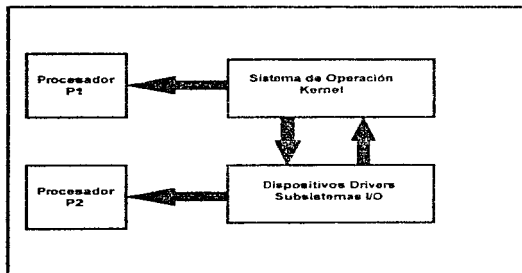 Procesador
P1
Sistema de Operación
Kernel
Procesador
P2
Dispositivos Drivers
Subsistemas I/O